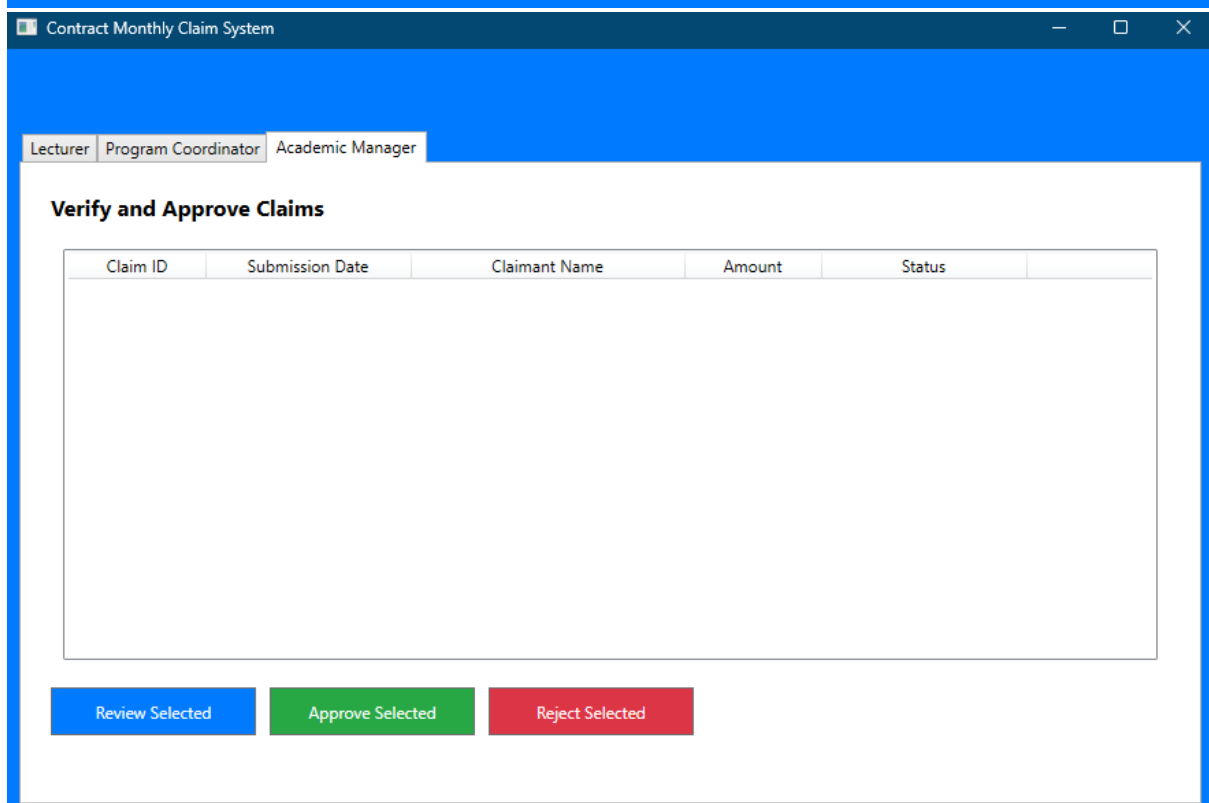 Contract Monthly Claim System
Lecturer Program Coordinator Academic Manager
Verify and Approve Claims
Claim ID Submission Date Claimant Name Amount Status
Review Selected Approve Selected Reject Selected